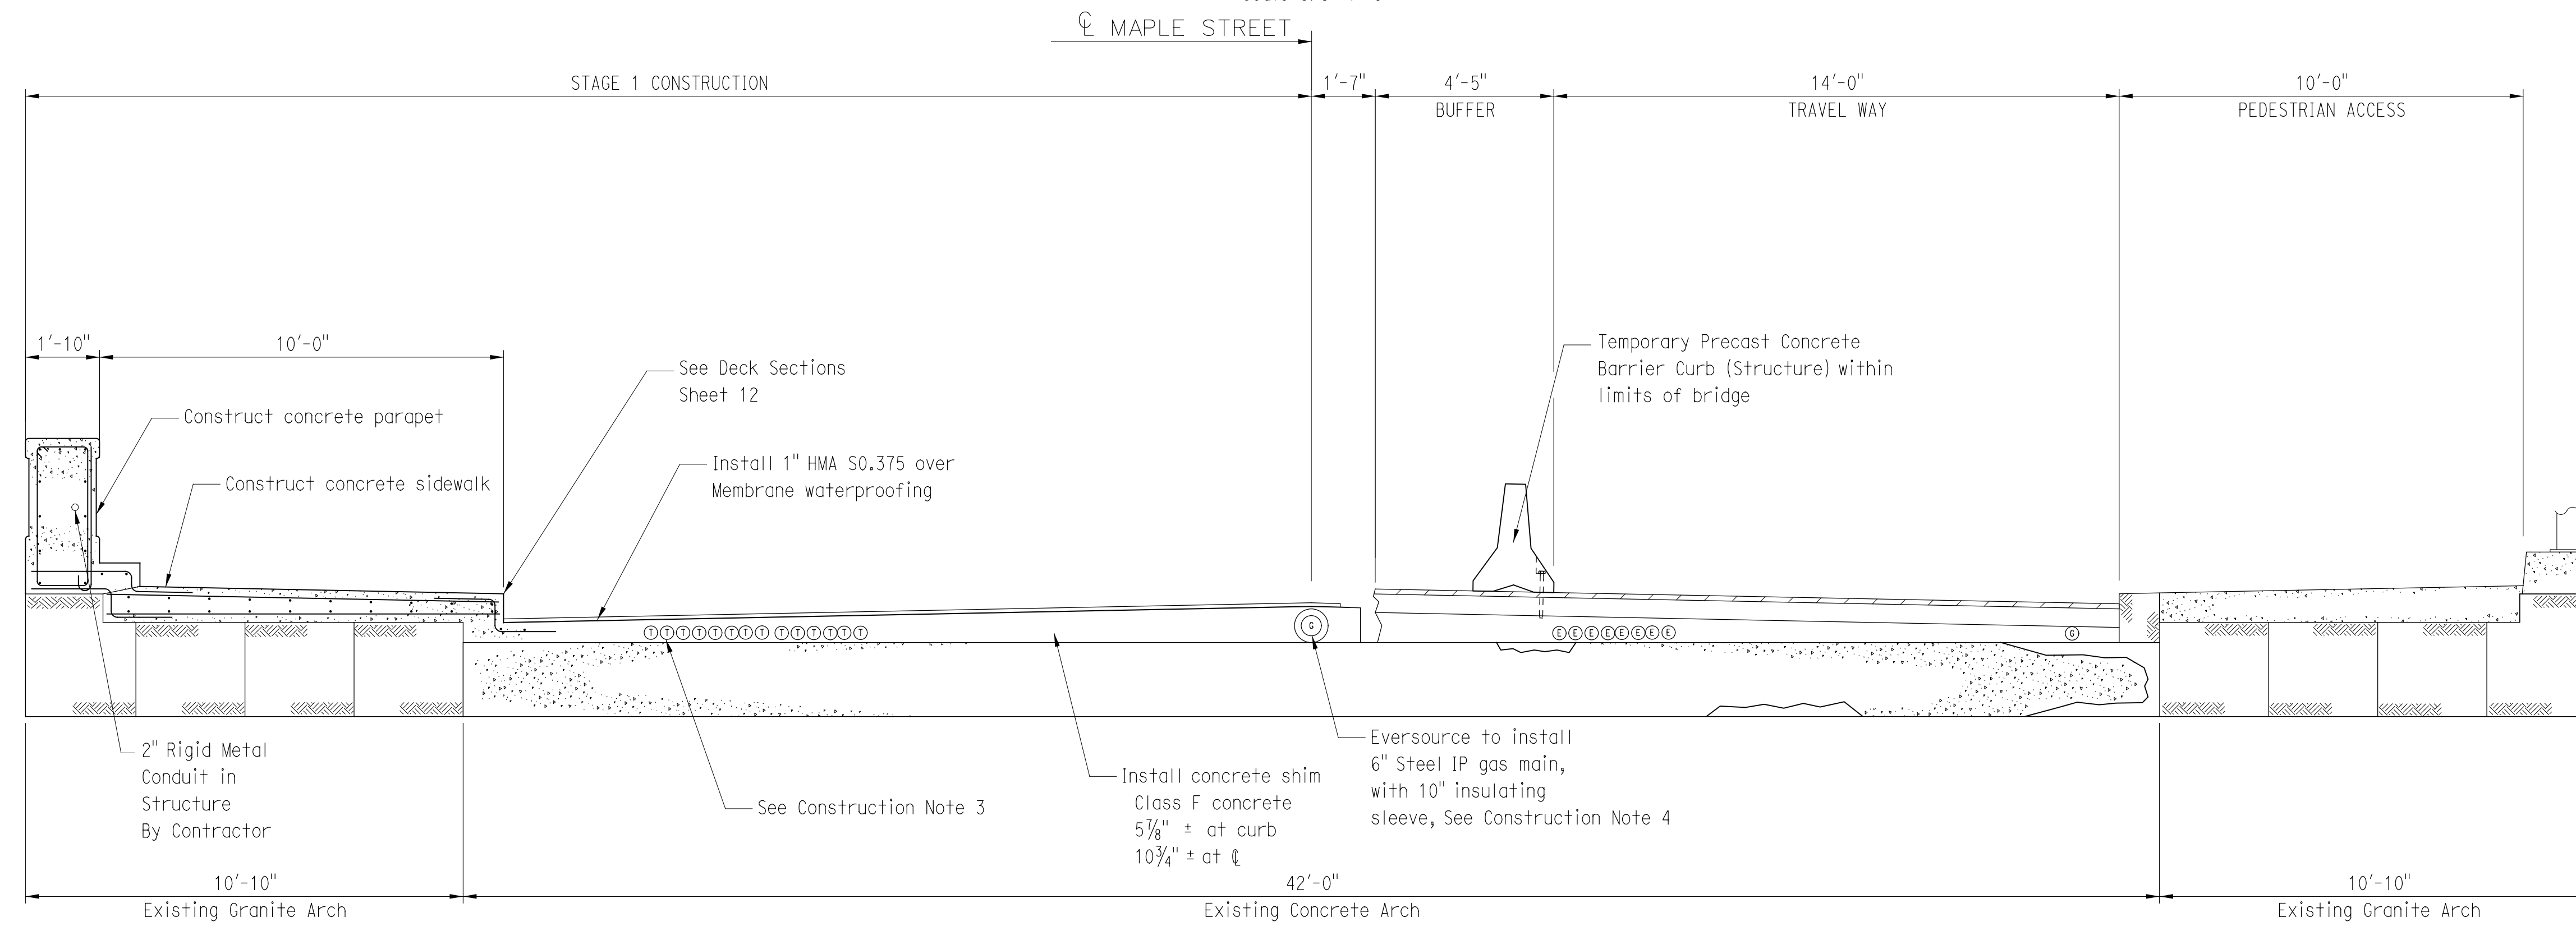 ℄ MAPLE STREET
STAGE 1 CONSTRUCTION
1'-7"
4'-5"
14'-0"
10'-0"
BUFFER
TRAVEL WAY
PEDESTRIAN ACCESS
1'-10"
10'-0"
See Deck Sections
Sheet 12
Temporary Precast Concrete
Barrier Curb (Structure) within
limits of bridge
Construct concrete parapet
Install 1" HMA S0.375 over
Membrane waterproofing
Construct concrete sidewalk
T T T T T T T T T T T T T T
G
E E E E E E E E
G
2" Rigid Metal
Conduit in
Structure
By Contractor
See Construction Note 3
Install concrete shim
Class F concrete
5⅞" ± at curb
10¾" ± at ℄
Eversource to install
6" Steel IP gas main,
with 10" insulating
sleeve, See Construction Note 4
10'-10"
42'-0"
10'-10"
Existing Granite Arch
Existing Concrete Arch
Existing Granite Arch